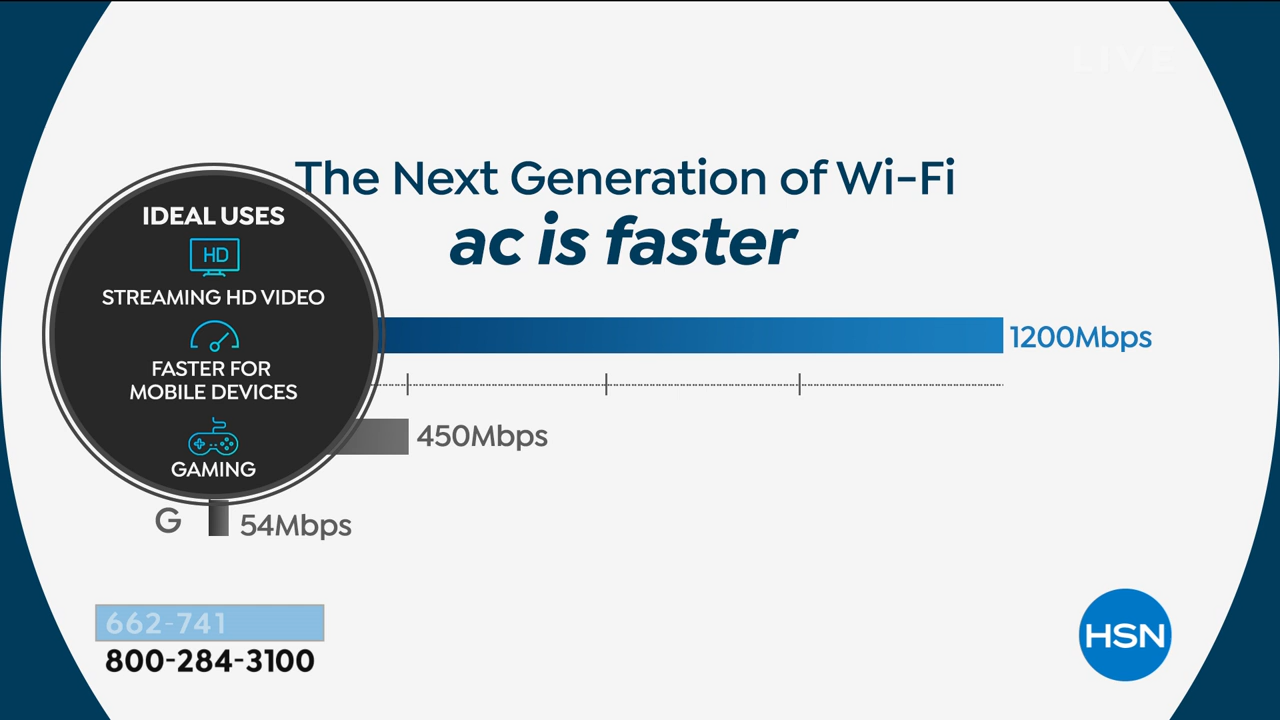 LIVE
The Next Generation of Wi-Fi
ac is faster
IDEAL USES
HD
STREAMING HD VIDEO
FASTER FOR
MOBILE DEVICES
GAMING
1200Mbps
450Mbps
G
54Mbps
662-741
800-284-3100
HSN